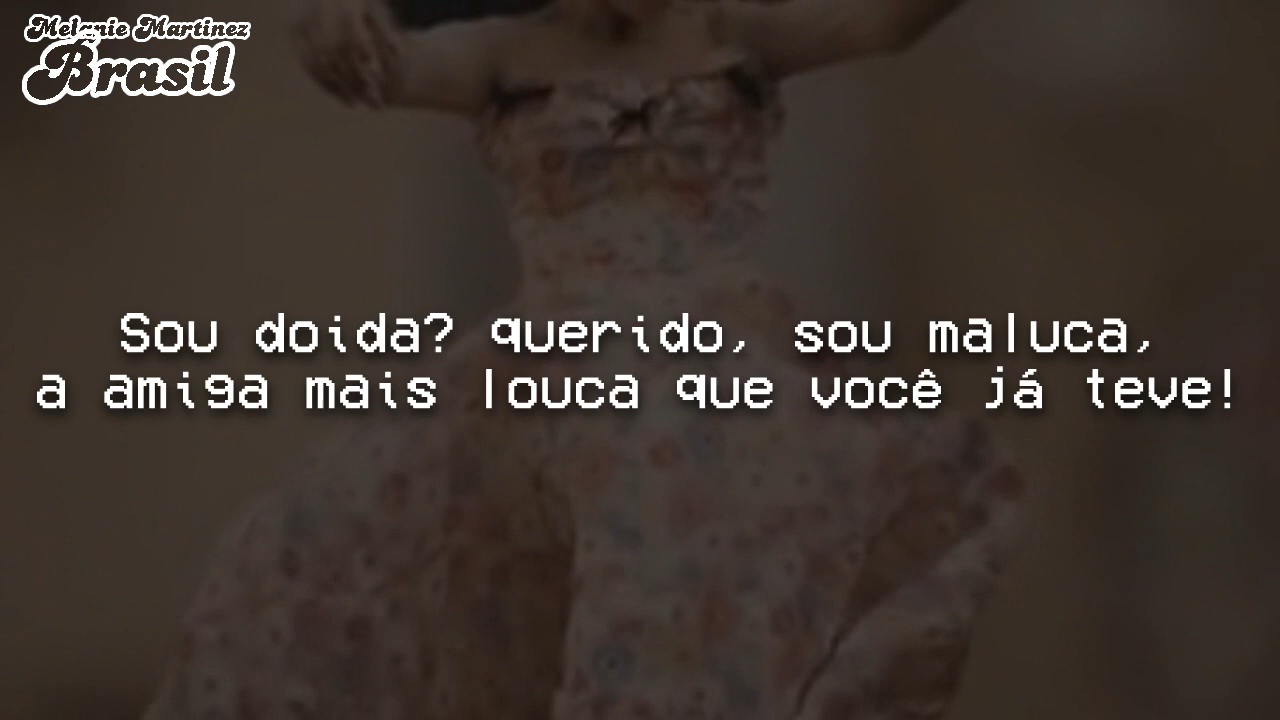 Melanie Martinez
Brasil
Sou doida? querido, sou maluca,
a amiga mais louca que você já teve!